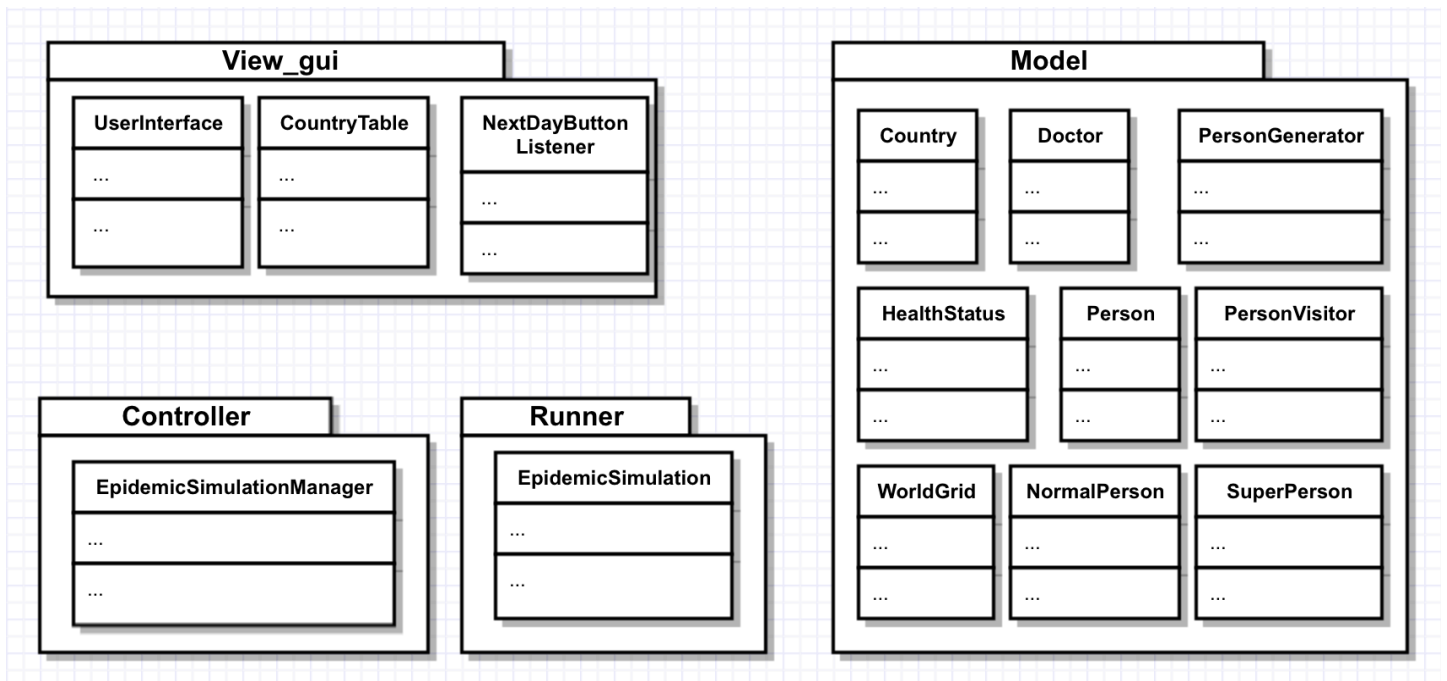 View_gui
UserInterface
...
...
CountryTable
...
...
NextDayButton
Listener
...
...
Model
Country
...
...
Doctor
...
...
PersonGenerator
...
...
HealthStatus
...
...
Person
...
...
PersonVisitor
...
...
WorldGrid
...
...
NormalPerson
...
...
SuperPerson
...
...
Controller
EpidemicSimulationManager
...
...
Runner
EpidemicSimulation
...
...